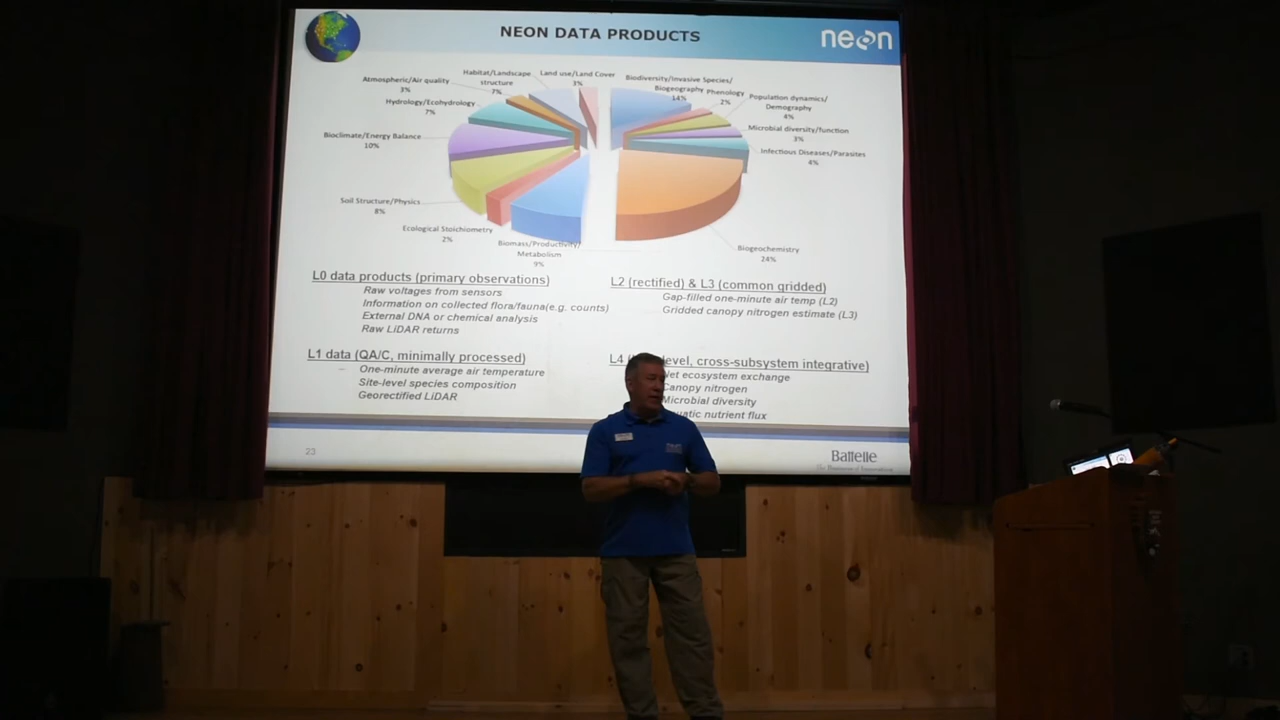 NEON DATA PRODUCTS
neon
Atmospheric/Air quality
3%
Habitat/Landscape
structure
7%
Land use/Land Cover
3%
Biodiversity/invasive Species/
Biogeography
14%
Phenology
2%
Population dynamics/
Demography
4%
Hydrology/Ecohydrology
7%
Microbial diversity/function
3%
Bioclimate/Energy Balance
10%
Infectious Diseases/Parasites
4%
Soil Structure/Physics
8%
Ecological Stoichiometry
2%
Biomass/Productivity/
Metabolism
9%
Biogeochemistry
24%
L0 data products (primary observations)
Raw voltages from sensors
Information on collected flora/fauna(e.g. counts)
External DNA or chemical analysis
Raw LiDAR returns
L2 (rectified) & L3 (common gridded)
Gap-filled one-minute air temp (L2)
Gridded canopy nitrogen estimate (L3)
L1 data (QA/C, minimally processed)
– One-minute average air temperature
Site-level species composition
Georectified LiDAR
L4 level, cross-subsystem integrative)
Net ecosystem exchange
Canopy nitrogen
Microbial diversity
nutrient flux
23
Battelle